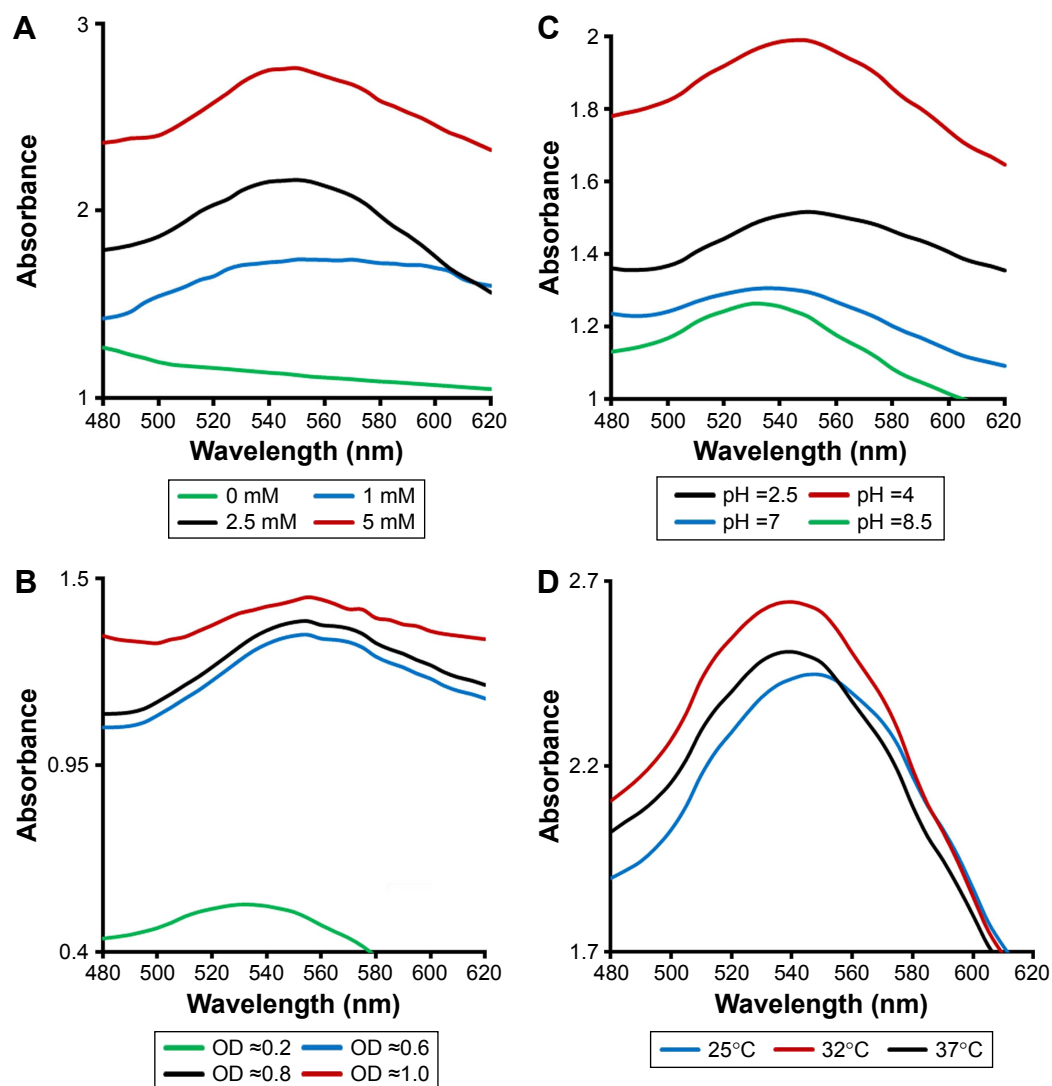 A
3
2
1
Absorbance
480 500 520 540 560 580 600 620
Wavelength (nm)
0 mM 1 mM
2.5 mM 5 mM
C
2
1.8
1.6
1.4
1.2
1
Absorbance
480 500 520 540 560 580 600 620
Wavelength (nm)
pH =2.5 pH =4
pH =7 pH =8.5
B
1.5
0.95
0.4
Absorbance
480 500 520 540 560 580 600 620
Wavelength (nm)
OD ≈0.2 OD ≈0.6
OD ≈0.8 OD ≈1.0
D
2.7
2.2
1.7
Absorbance
480 500 520 540 560 580 600 620
Wavelength (nm)
25°C 32°C 37°C